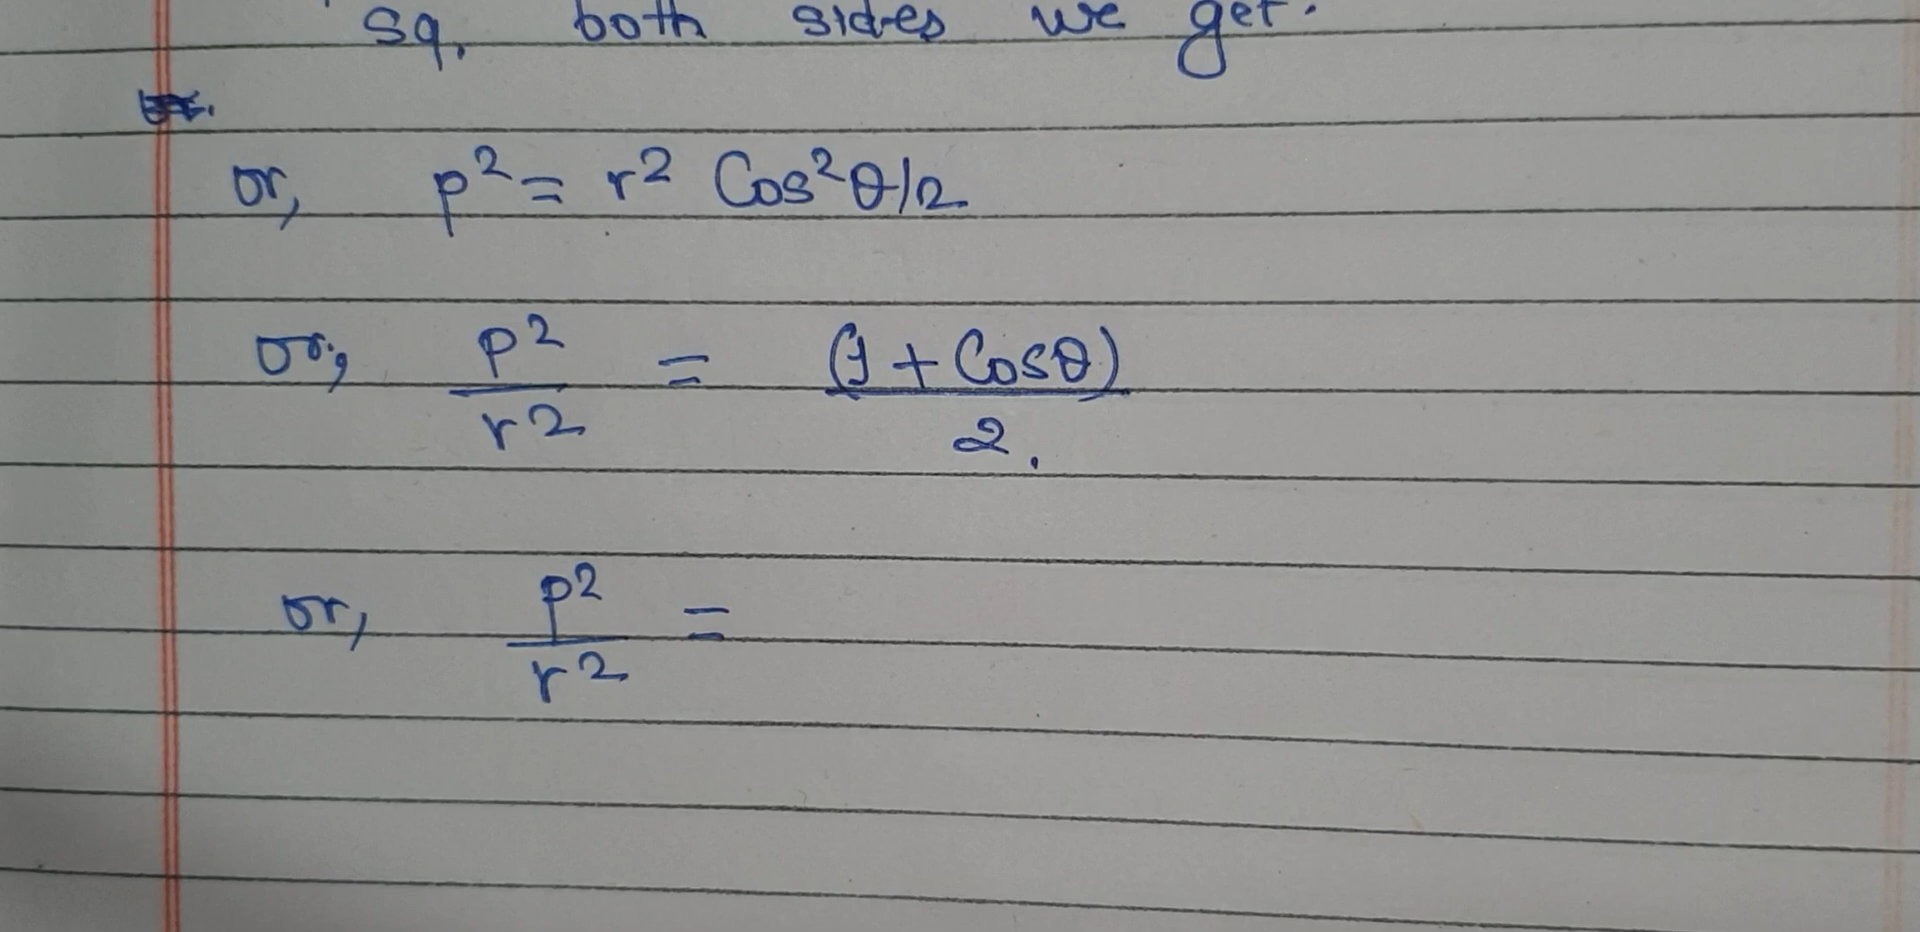 sq. both sides we get.
or, p² = r² Cos²θ/2
or, p²/r² = (1 + Cosθ)/2.
or, p²/r² =